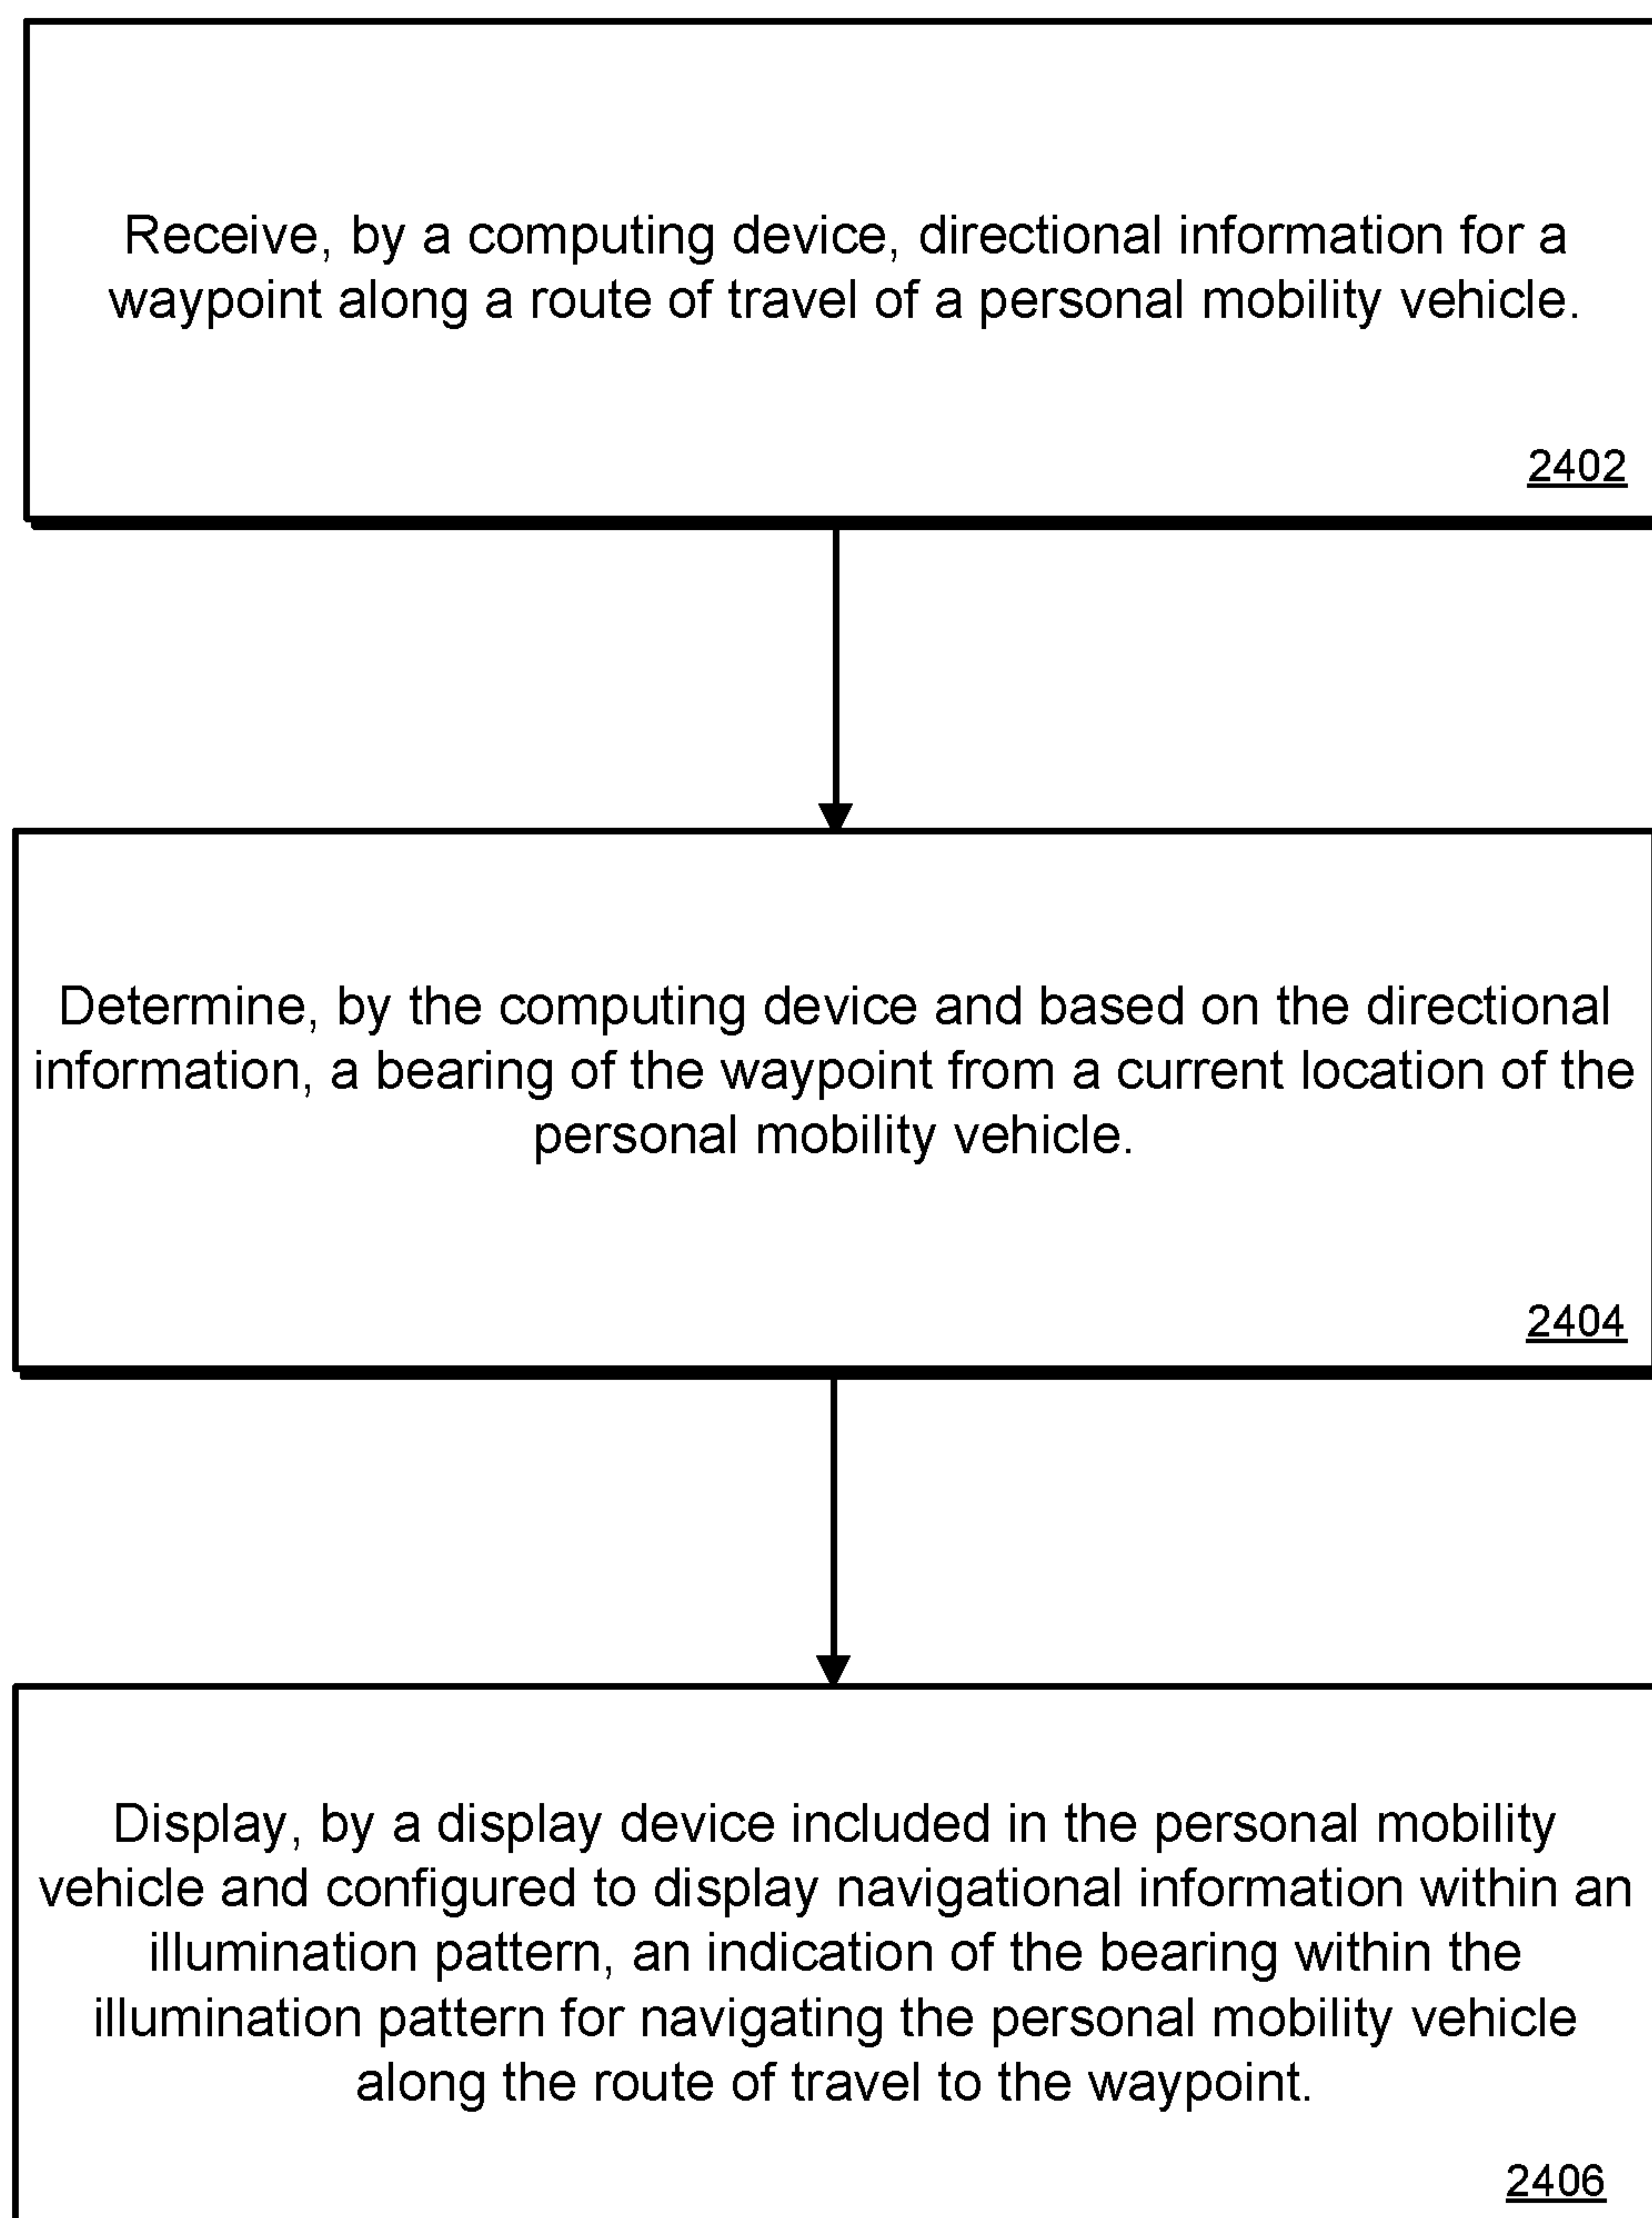 Receive, by a computing device, directional information for a
waypoint along a route of travel of a personal mobility vehicle.
2402
Determine, by the computing device and based on the directional
information, a bearing of the waypoint from a current location of the
personal mobility vehicle.
2404
Display, by a display device included in the personal mobility
vehicle and configured to display navigational information within an
illumination pattern, an indication of the bearing within the
illumination pattern for navigating the personal mobility vehicle
along the route of travel to the waypoint.
2406